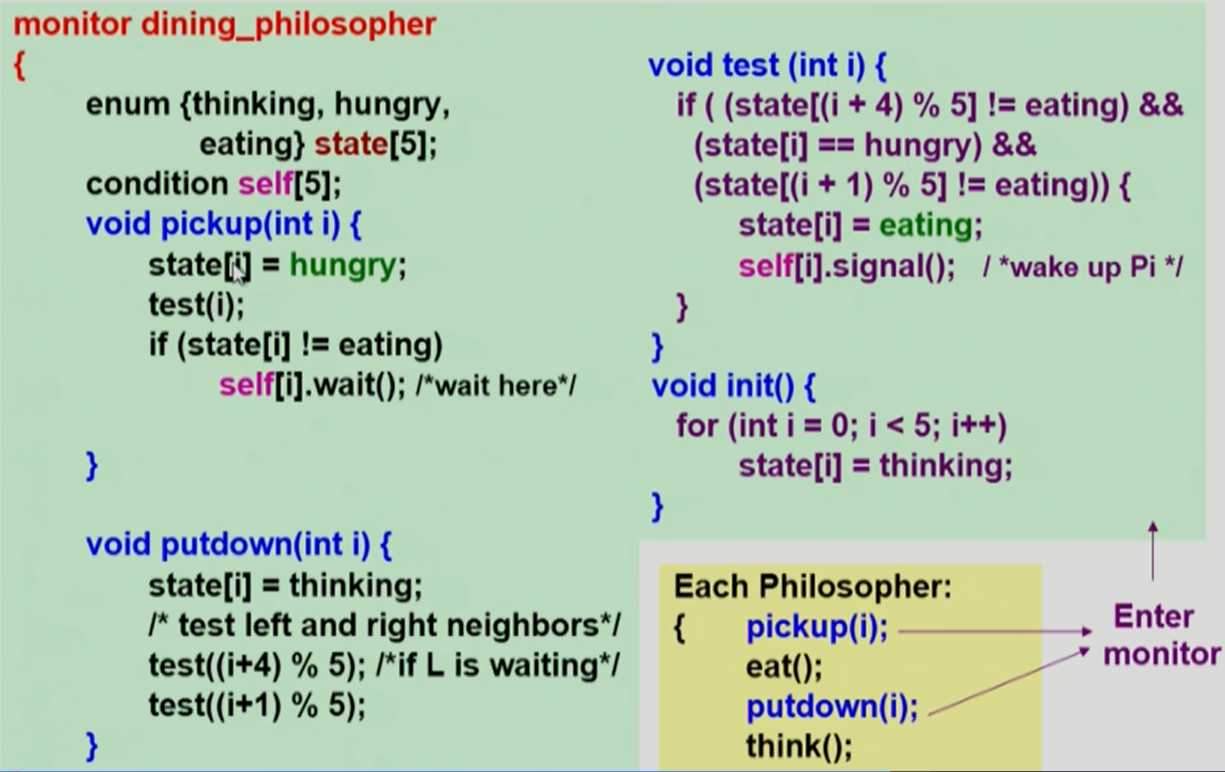 monitor dining_philosopher
{
enum {thinking, hungry,
eating} state[5];
condition self[5];
void pickup(int i) {
state[i] = hungry;
test(i);
if (state[i] != eating)
self[i].wait(); /*wait here*/
}
void putdown(int i) {
state[i] = thinking;
/* test left and right neighbors*/
test((i+4) % 5); /*if L is waiting*/
test((i+1) % 5);
}
void test (int i) {
if ( (state[(i + 4) % 5] != eating) &&
(state[i] == hungry) &&
(state[(i + 1) % 5] != eating)) {
state[i] = eating;
self[i].signal(); / *wake up Pi */
}
}
void init() {
for (int i = 0; i < 5; i++)
state[i] = thinking;
}
Each Philosopher:
{ pickup(i);
eat();
putdown(i);
think();
Enter
monitor